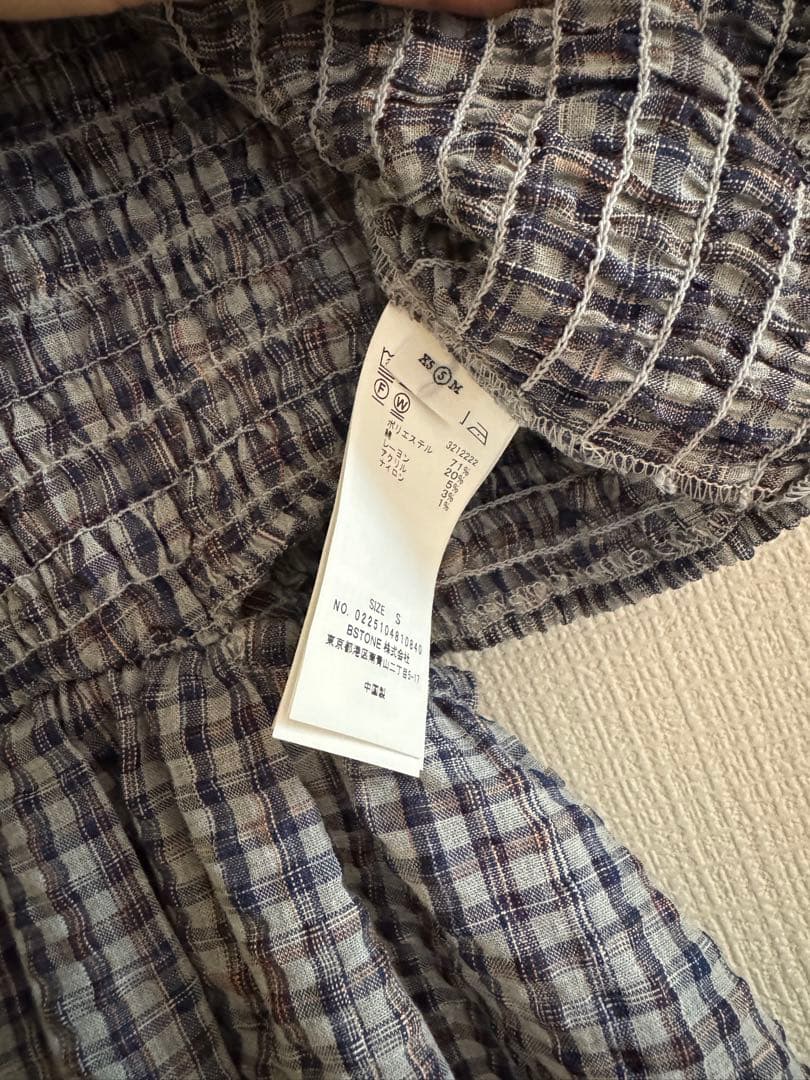 XS S M
F W
3212222
ポリエステル 71%
綿 20%
レーヨン 5%
アクリル 3%
ナイロン 1%
SIZE S
NO. 0225104810840
BSTONE 株式会社
東京都港区南青山二丁目5-17
中国製